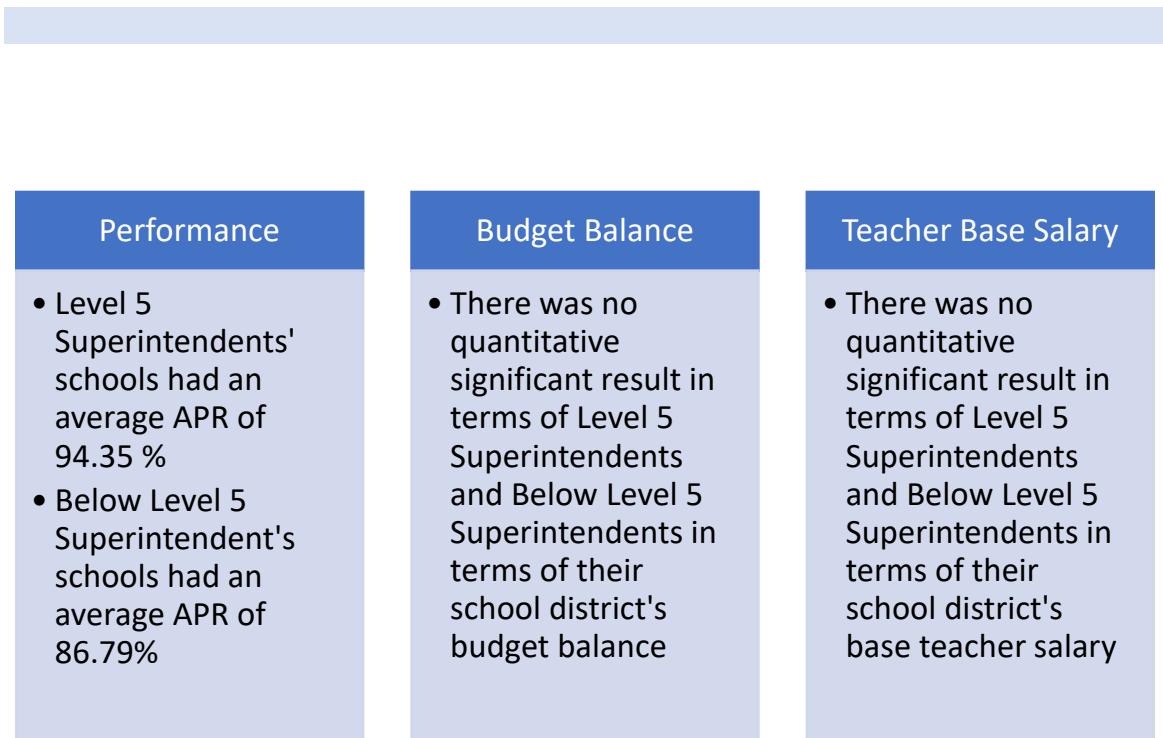 Performance
• Level 5
Superintendents'
schools had an
average APR of
94.35 %
• Below Level 5
Superintendent's
schools had an
average APR of
86.79%
Budget Balance
• There was no
quantitative
significant result in
terms of Level 5
Superintendents
and Below Level 5
Superintendents in
terms of their
school district's
budget balance
Teacher Base Salary
• There was no
quantitative
significant result in
terms of Level 5
Superintendents
and Below Level 5
Superintendents in
terms of their
school district's
base teacher salary